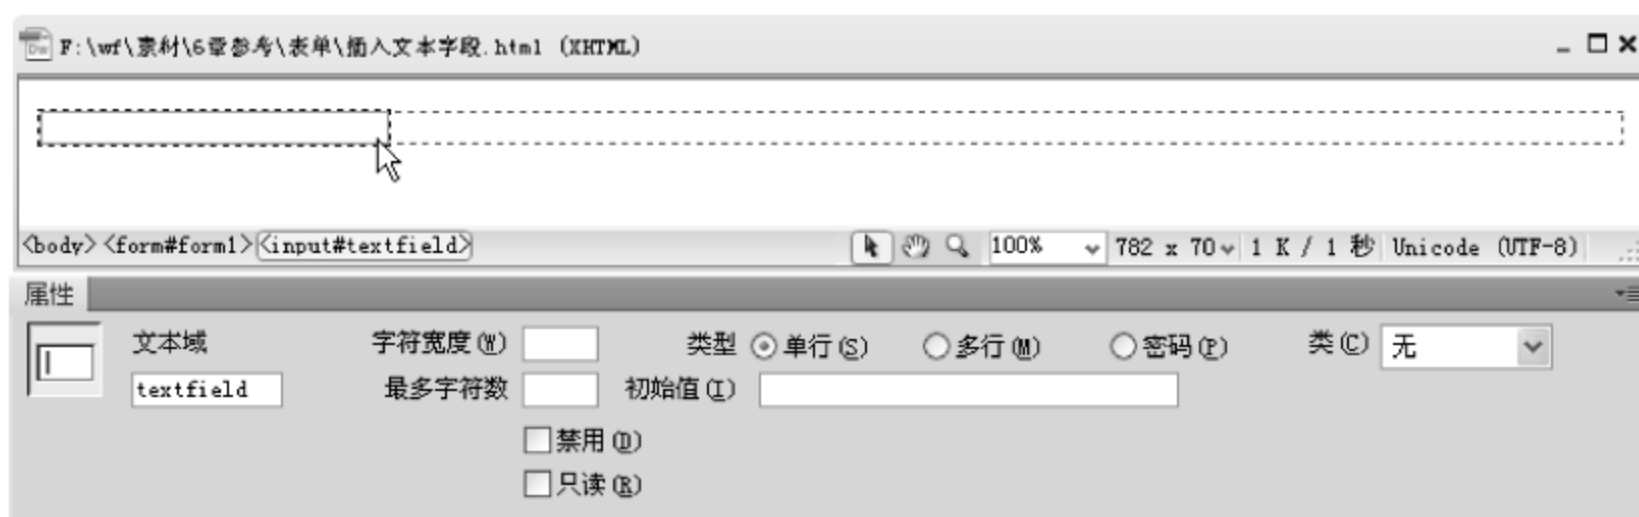 F:\wf\素材\6章参考\表单\插入文本字段.html (XHTML)
<body> <form#form1> <input#textfield> 100% 782 x 70 1 K / 1 秒 Unicode (UTF-8)
属性
文本域 字符宽度(W) 类型 单行(S) 多行(M) 密码(P) 类(C) 无
textfield 最多字符数 初始值(I)
禁用(D)
只读(R)